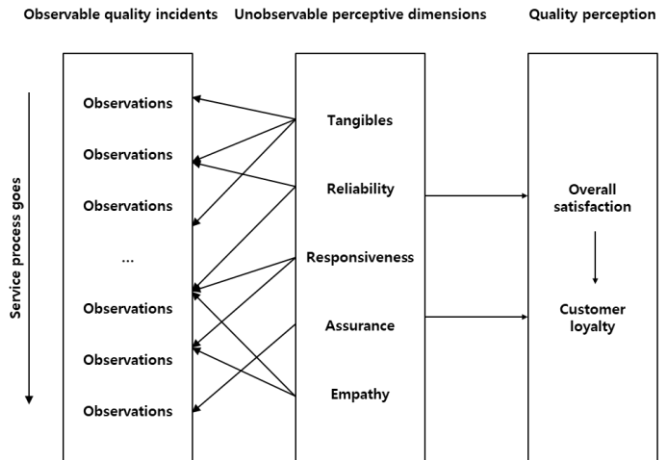 Observable quality incidents
Unobservable perceptive dimensions
Quality perception
Service process goes
Observations
Observations
Observations
...
Observations
Observations
Observations
Tangibles
Reliability
Responsiveness
Assurance
Empathy
Overall
satisfaction
Customer
loyalty